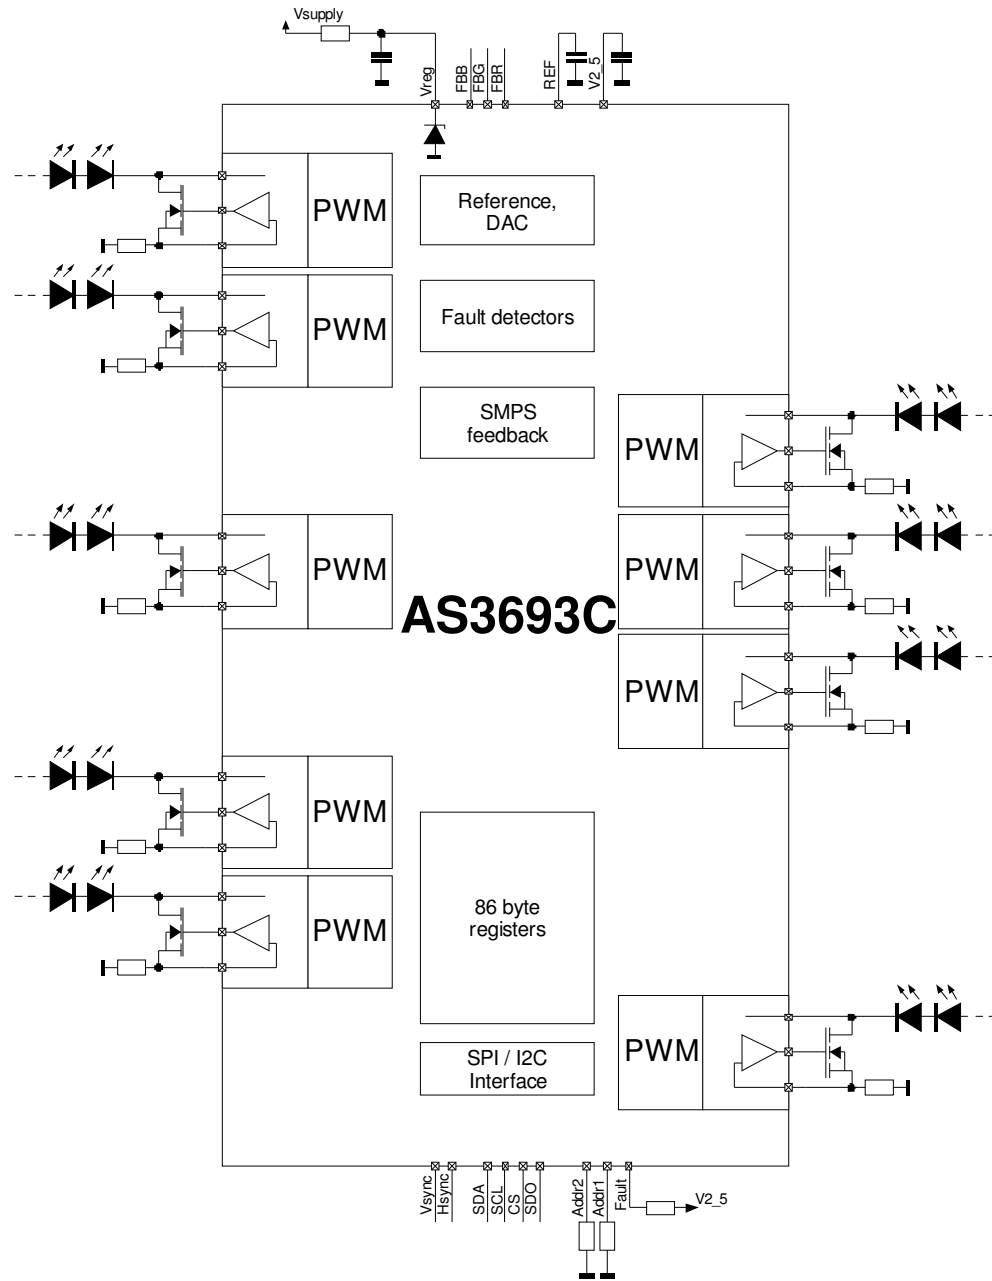 Vsupply
Vreg
FBB
FBG
FBR
REF
V2_5
PWM
Reference,
DAC
PWM
Fault detectors
SMPS
feedback
PWM
PWM
PWM
AS3693C
PWM
PWM
86 byte
registers
PWM
PWM
SPI / I2C
Interface
Vsync
Hsync
SDA
SCL
CS
SDO
Addr2
Addr1
Fault
V2_5